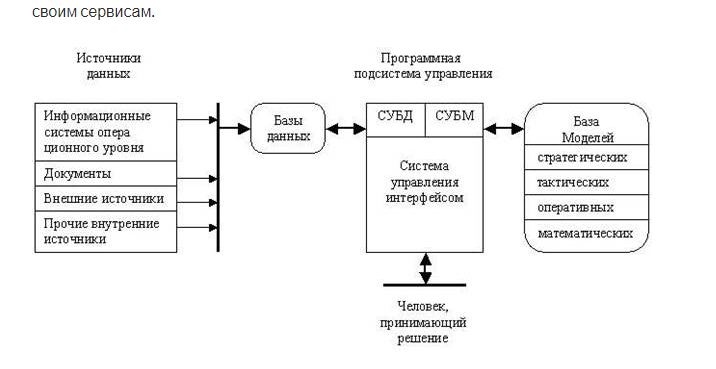 своим сервисам.
Источники
данных
Программная
подсистема управления
Информационные
системы опера
ционного уровня
Документы
Внешние источники
Прочие внутренние
источники
Базы
данных
СУБД
СУБМ
Система
управления
интерфейсом
База
Моделей
стратегических
тактических
оперативных
математических
Человек,
принимающий
решение